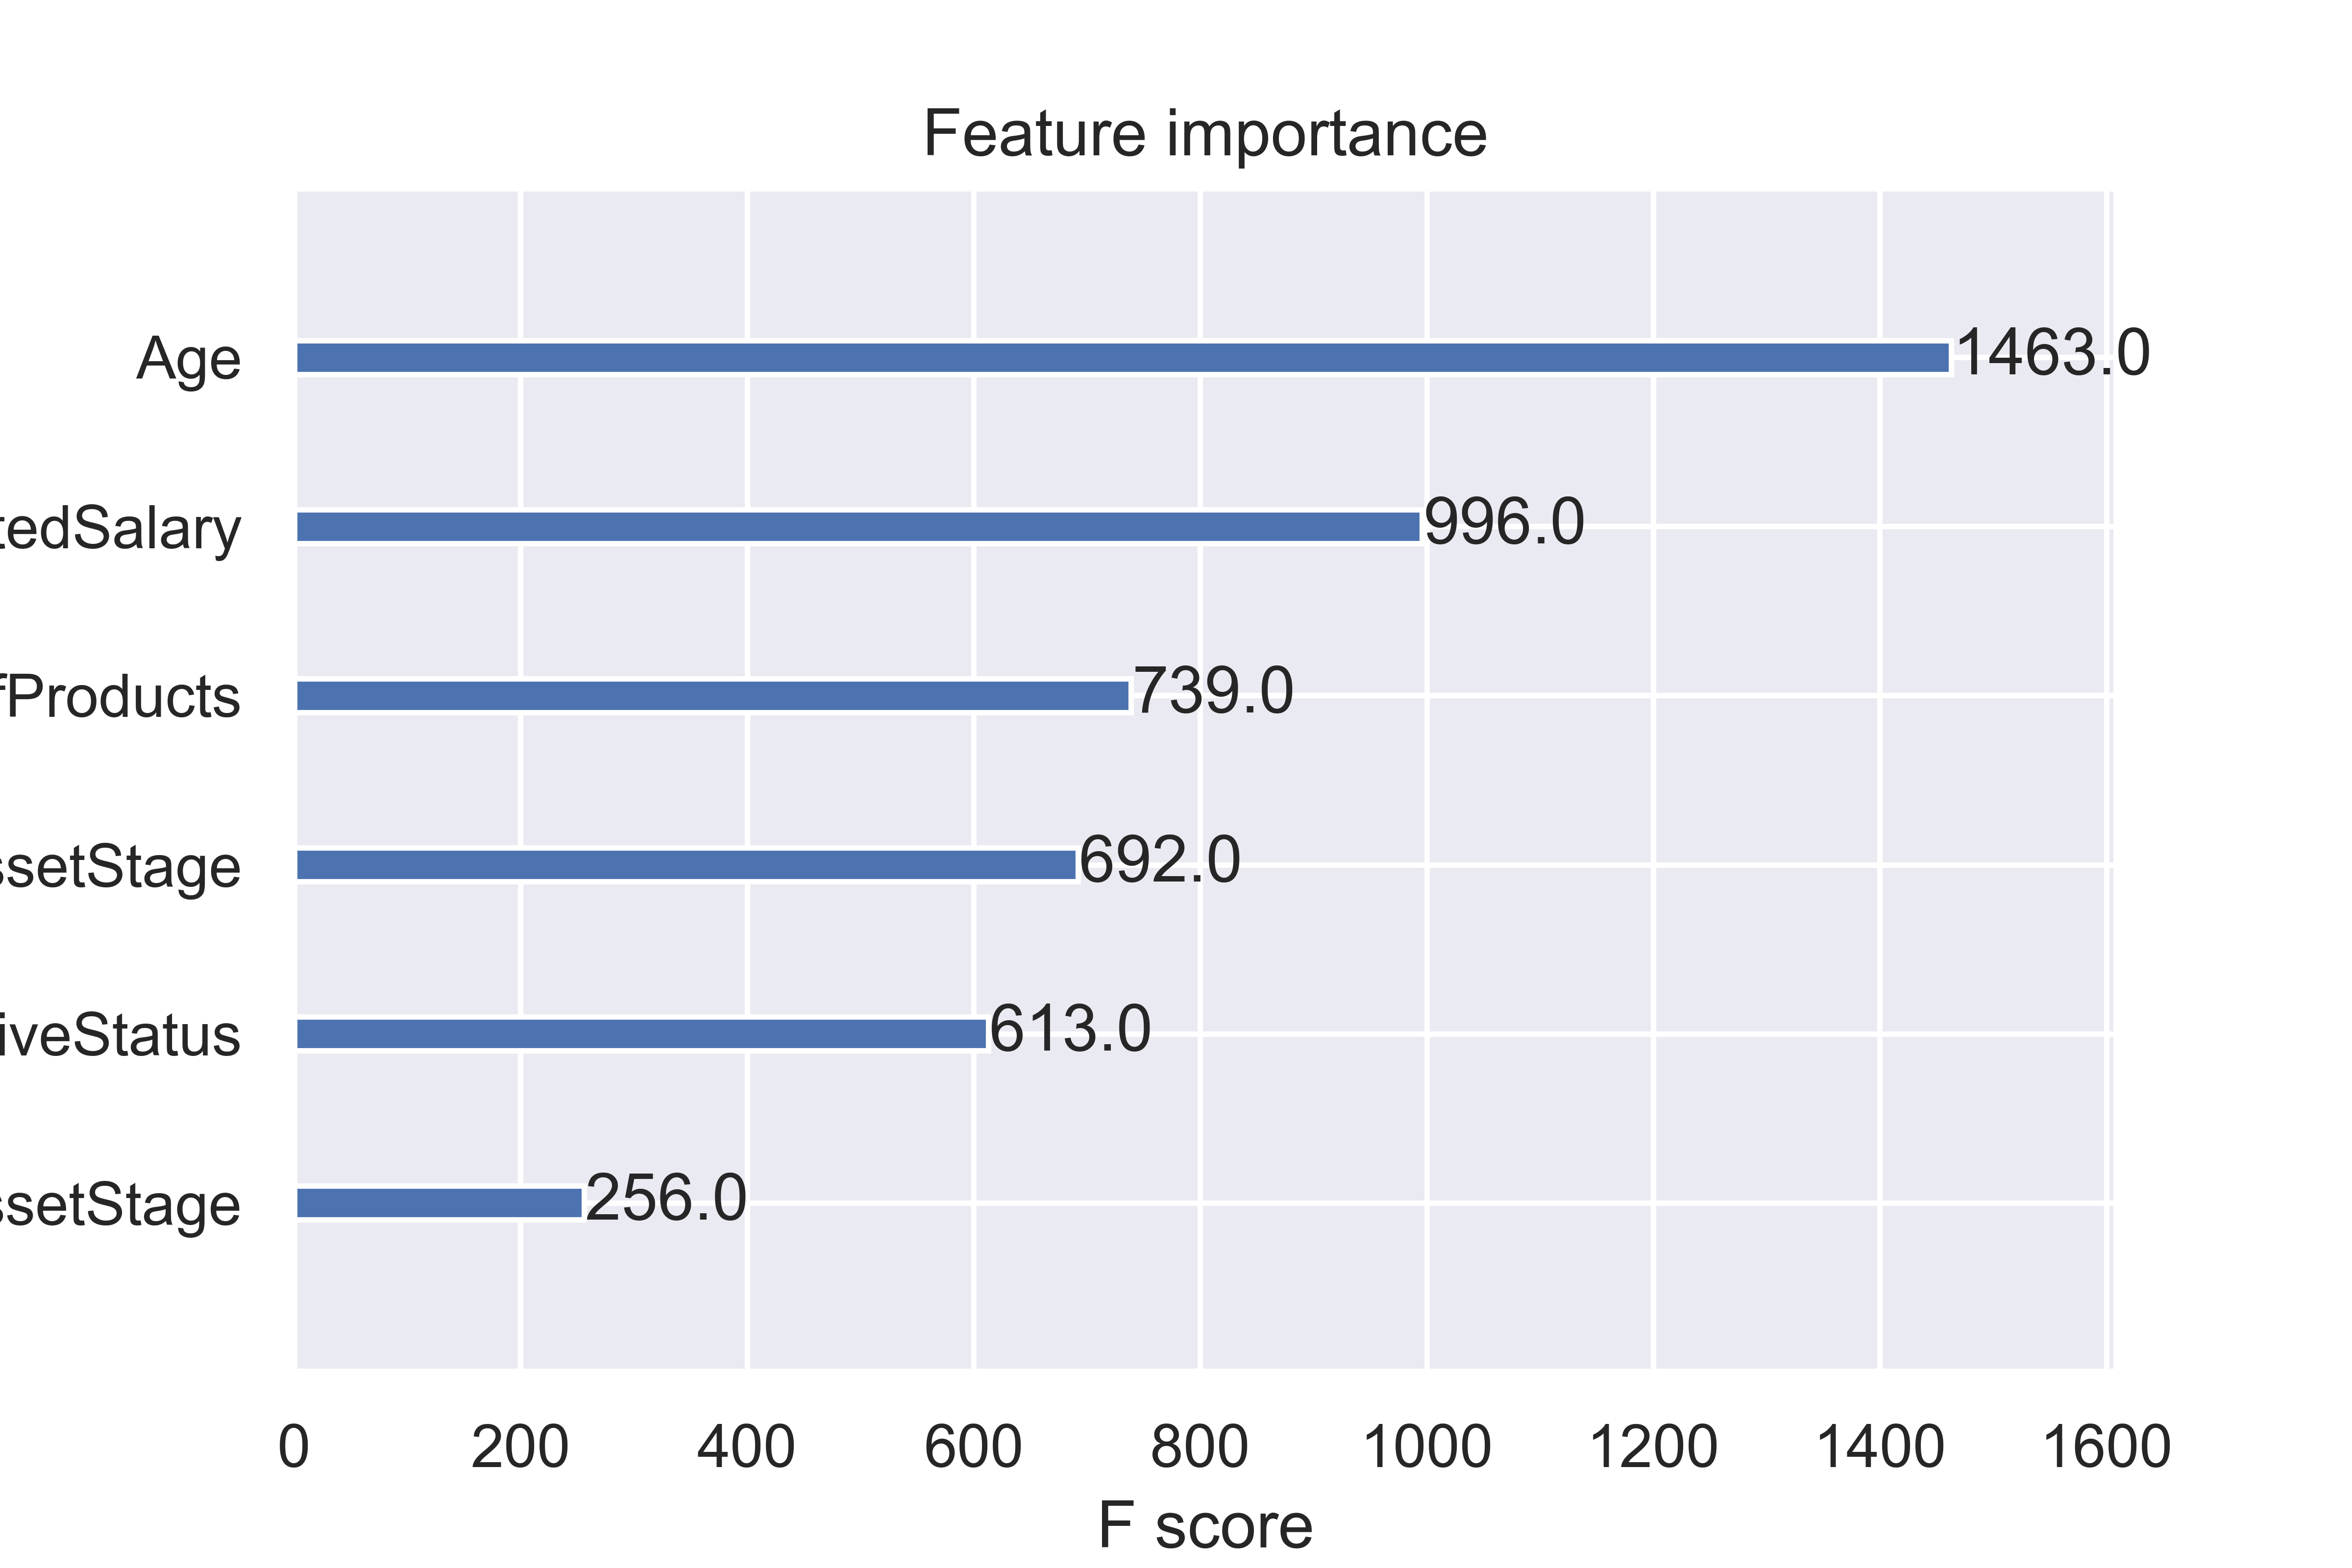 Feature importance
Age 1463.0
tedSalary 996.0
fProducts 739.0
ssetStage 692.0
iveStatus 613.0
ssetStage 256.0
0 200 400 600 800 1000 1200 1400 1600
F score